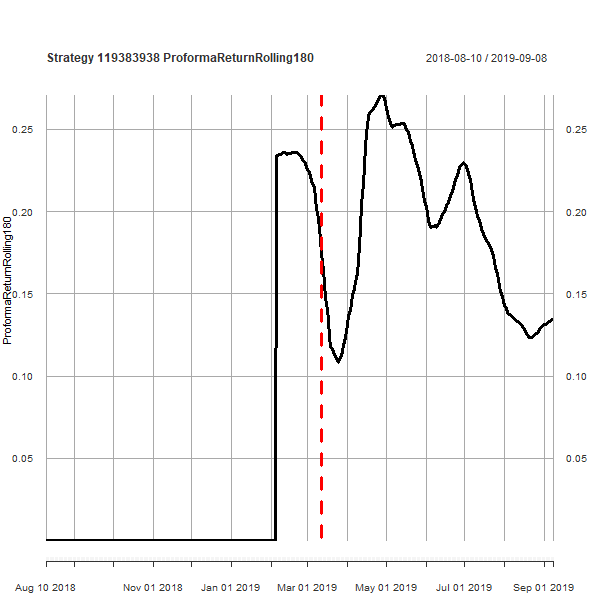 Strategy 119383938 ProformaReturnRolling180 2018-08-10 / 2019-09-08
ProformaReturnRolling180
0.25 0.25
0.20 0.20
0.15 0.15
0.10 0.10
0.05 0.05
Aug 10 2018 Nov 01 2018 Jan 01 2019 Mar 01 2019 May 01 2019 Jul 01 2019 Sep 01 2019